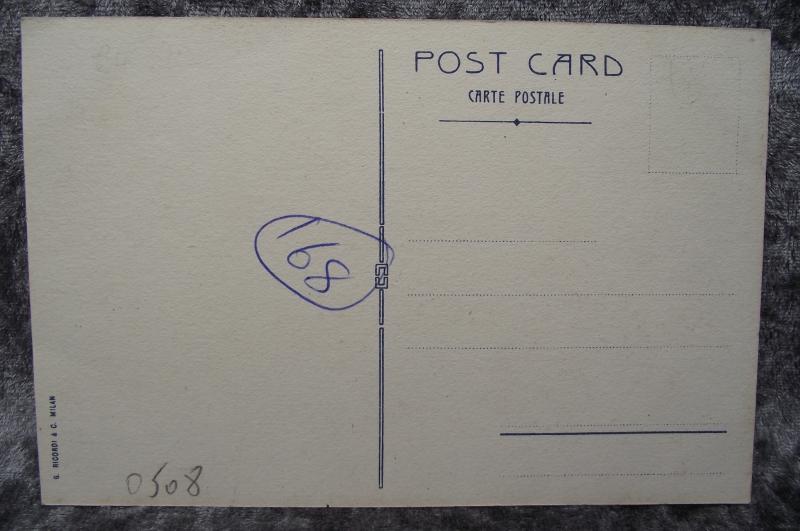 POST CARD
CARTE POSTALE
168
G. RICORDI & C. MILAN
0508